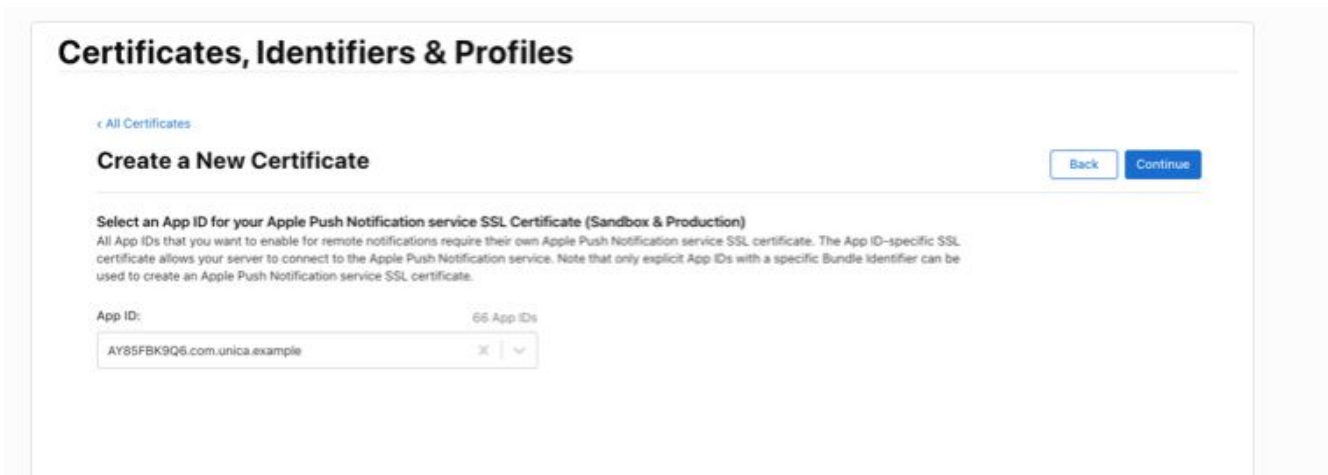 Certificates, Identifiers & Profiles
‹ All Certificates
Create a New Certificate
Back
Continue
Select an App ID for your Apple Push Notification service SSL Certificate (Sandbox & Production)
All App IDs that you want to enable for remote notifications require their own Apple Push Notification service SSL certificate. The App ID-specific SSL
certificate allows your server to connect to the Apple Push Notification service. Note that only explicit App IDs with a specific Bundle Identifier can be
used to create an Apple Push Notification service SSL certificate.
App ID:
66 App IDs
AY85FBK9Q6.com.unica.example